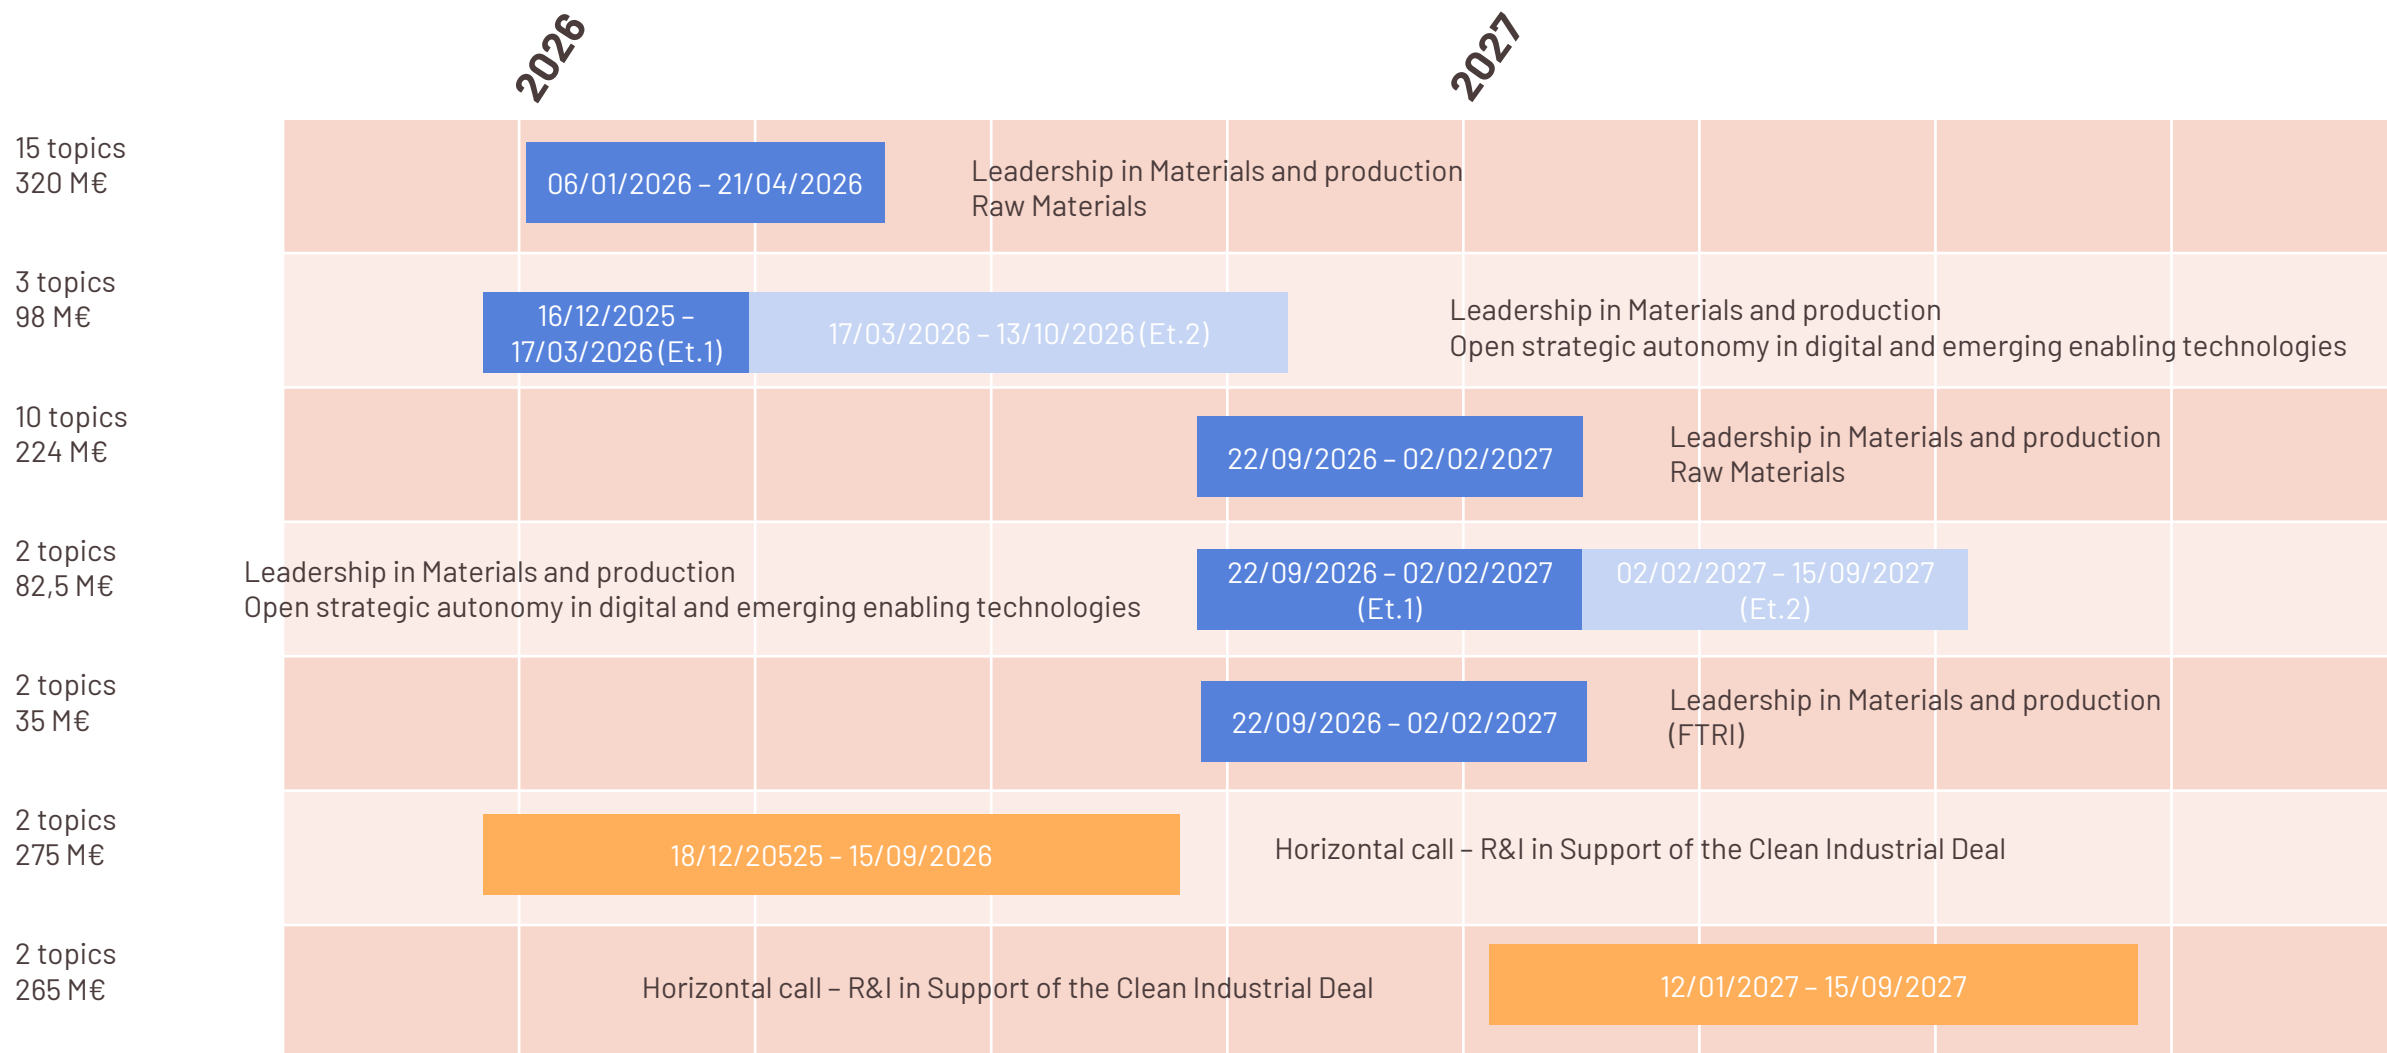 2026
2027
15 topics
320 M€
06/01/2026 – 21/04/2026
Leadership in Materials and production
Raw Materials
3 topics
98 M€
16/12/2025 –
17/03/2026 (Et.1)
17/03/2026 – 13/10/2026 (Et.2)
Leadership in Materials and production
Open strategic autonomy in digital and emerging enabling technologies
10 topics
224 M€
22/09/2026 – 02/02/2027
Leadership in Materials and production
Raw Materials
2 topics
82,5 M€
Leadership in Materials and production
Open strategic autonomy in digital and emerging enabling technologies
22/09/2026 – 02/02/2027
(Et.1)
02/02/2027 – 15/09/2027
(Et.2)
2 topics
35 M€
22/09/2026 – 02/02/2027
Leadership in Materials and production
(FTRI)
2 topics
275 M€
18/12/20525 – 15/09/2026
Horizontal call – R&I in Support of the Clean Industrial Deal
2 topics
265 M€
Horizontal call – R&I in Support of the Clean Industrial Deal
12/01/2027 – 15/09/2027